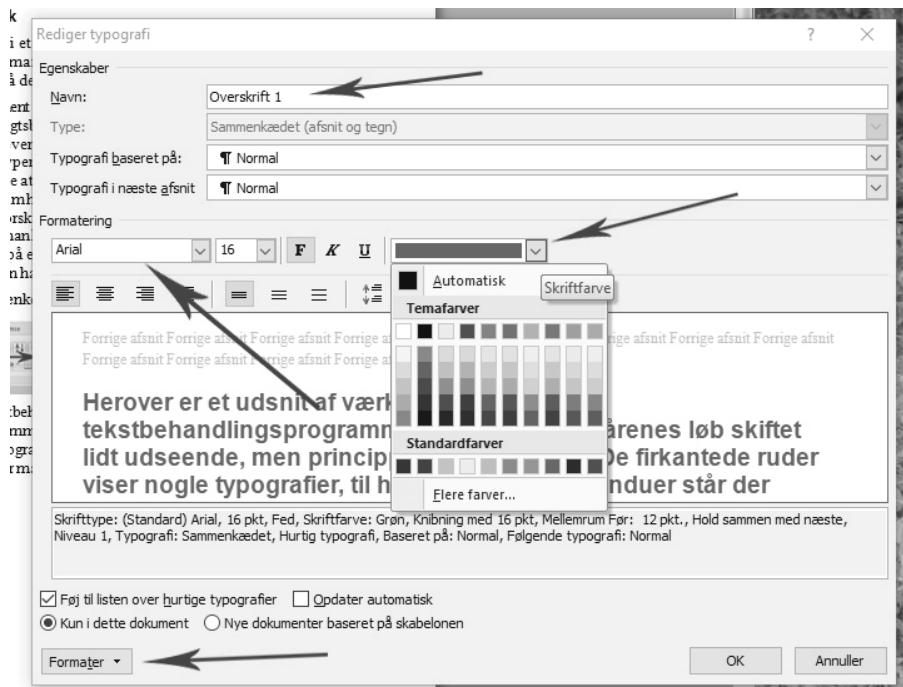 k
i et
Rediger typografi
Egenskaber
Navn: Overskrift 1
Type: Sammenkædet (afsnit og tegn)
Typografi baseret på: ¶ Normal
Typografi i næste afsnit ¶ Normal
Formatering
Arial 16 F K U
Automatisk
Skriftfarve
Temafarver
Forrige afsnit Forrige afsnit Forrige afsnit Forrige afsnit Forrige afsnit Forrige afsnit
Forrige afsnit Forrige afsnit Forrige afsnit Forrige
Herover er et udsnit af værk
tekstbehandlingsprogramm årenes løb skiftet
Standardfarver
lidt udseende, men princip De firkantede ruder
viser nogle typografier, til h nduer står der
Flere farver...
Skrifttype: (Standard) Arial, 16 pkt, Fed, Skriftfarve: Grøn, Knibning med 16 pkt, Mellemrum Før: 12 pkt., Hold sammen med næste,
Niveau 1, Typografi: Sammenkædet, Hurtig typografi, Baseret på: Normal, Følgende typografi: Normal
Føj til listen over hurtige typografier Opdater automatisk
Kun i dette dokument Nye dokumenter baseret på skabelonen
Formater OK Annuller